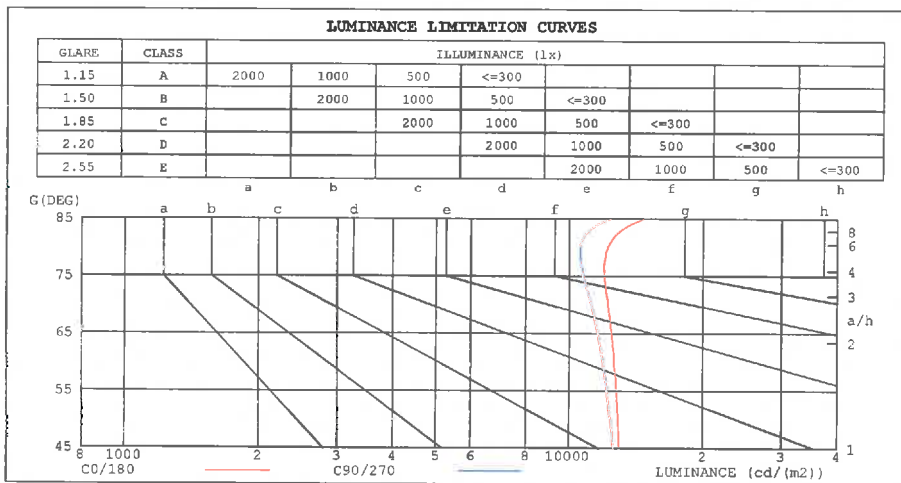 LUMINANCE LIMITATION CURVES
GLARE CLASS ILLUMINANCE (lx)
1.15 A 2000 1000 500 <=300
1.50 B 2000 1000 500 <=300
1.85 C 2000 1000 500 <=300
2.20 D 2000 1000 500 <=300
2.55 E 2000 1000 500 <=300
a b c d e f g h
G(DEG)
85 a b c d e f g h
8
6
75 4
3
a/h
65 2
55
45 1
8 1000 2 3 4 5 6 8 10000 2 3 4
C0/180 C90/270 LUMINANCE (cd/(m2))